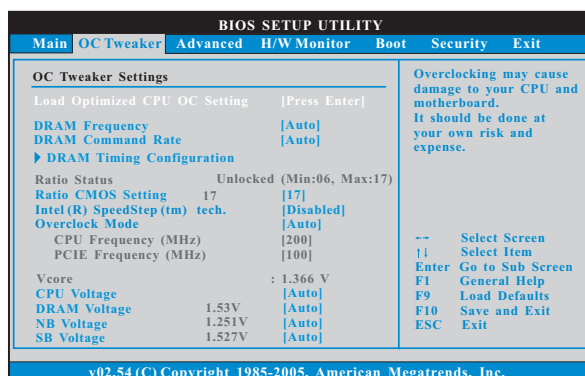 BIOS SETUP UTILITY
Main OC Tweaker Advanced H/W Monitor Boot Security Exit
OC Tweaker Settings
Load Optimized CPU OC Setting [Press Enter]
DRAM Frequency [Auto]
DRAM Command Rate [Auto]
DRAM Timing Configuration
Ratio Status Unlocked (Min:06, Max:17)
Ratio CMOS Setting 17 [17]
Intel(R) SpeedStep(tm) tech. [Disabled]
Overclock Mode [Auto]
CPU Frequency (MHz) [200]
PCIE Frequency (MHz) [100]
Vcore : 1.366 V
CPU Voltage [Auto]
DRAM Voltage 1.53V [Auto]
NB Voltage 1.251V [Auto]
SB Voltage 1.527V [Auto]
Overclocking may cause
damage to your CPU and
motherboard.
It should be done at
your own risk and
expense.
←→ Select Screen
↑↓ Select Item
Enter Go to Sub Screen
F1 General Help
F9 Load Defaults
F10 Save and Exit
ESC Exit
v02.54 (C) Copyright 1985-2005, American Megatrends, Inc.